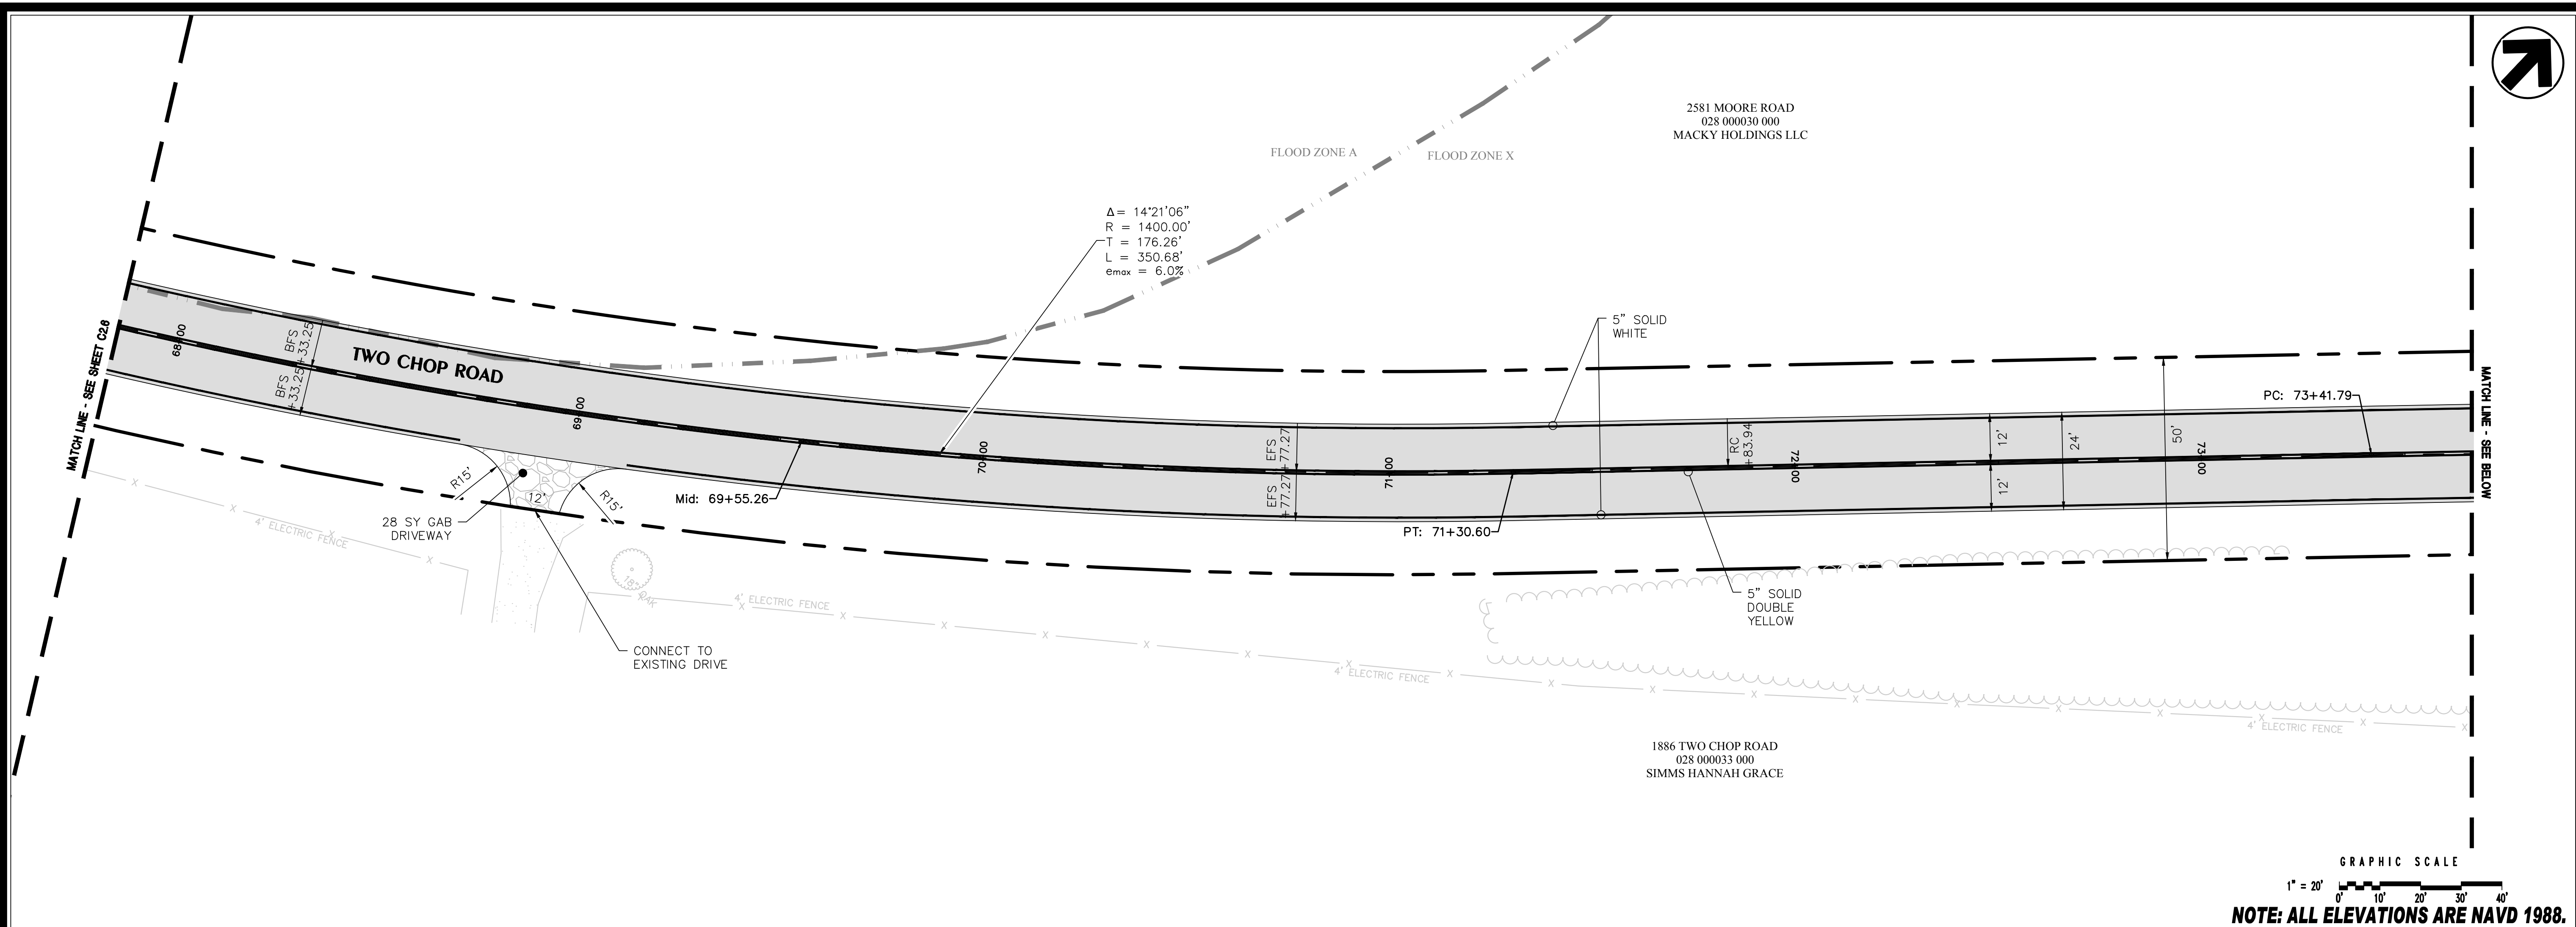 2581 MOORE ROAD
028 000030 000
MACKY HOLDINGS LLC
FLOOD ZONE A
FLOOD ZONE X
Δ= 14°21'06"
R = 1400.00'
T = 176.26'
L = 350.68'
emax = 6.0%
MATCH LINE - SEE SHEET C2.6
68+00
BFS
+33.25
BFS
+33.25
TWO CHOP ROAD
69+00
70+00
EFS
+77.27
EFS
+77.27
71+00
5" SOLID
WHITE
RC
+83.94
72+00
12'
12'
24'
50'
73+00
PC: 73+41.79
MATCH LINE - SEE BELOW
R15'
12'
R15'
28 SY GAB
DRIVEWAY
Mid: 69+55.26
PT: 71+30.60
4' ELECTRIC FENCE
18" OAK
4' ELECTRIC FENCE
5" SOLID
DOUBLE
YELLOW
CONNECT TO
EXISTING DRIVE
4' ELECTRIC FENCE
4' ELECTRIC FENCE
1886 TWO CHOP ROAD
028 000033 000
SIMMS HANNAH GRACE
GRAPHIC SCALE
1" = 20'
0' 10' 20' 30' 40'
NOTE: ALL ELEVATIONS ARE NAVD 1988.